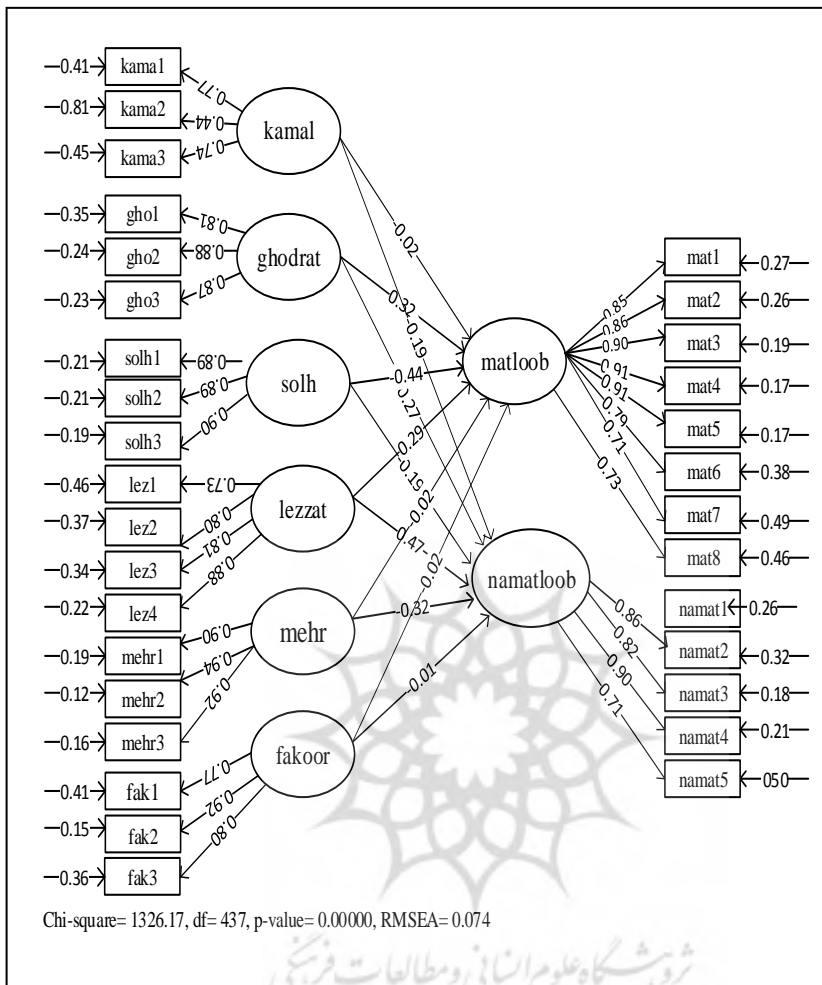 0.41
kama1
0.77
0.81
kama2
0.44
0.45
kama3
0.74
kamal
0.35
gho1
0.81
0.24
gho2
0.88
0.23
gho3
0.87
ghodrat
0.21
solh1
0.89
0.21
solh2
0.89
0.19
solh3
0.90
solh
0.46
lez1
0.73
0.37
lez2
0.80
0.34
lez3
0.81
0.22
lez4
0.88
lezzat
0.19
mehr1
0.90
0.12
mehr2
0.94
0.16
mehr3
0.92
mehr
0.41
fak1
0.77
0.15
fak2
0.92
0.36
fak3
0.80
fakoor
-0.02
-0.19
0.32
0.27
-0.44
-0.19
0.29
0.47
-0.02
-0.32
-0.02
-0.01
matloob
0.85
mat1
0.27
0.86
mat2
0.26
0.90
mat3
0.19
0.91
mat4
0.17
0.91
mat5
0.17
0.79
mat6
0.38
0.71
mat7
0.49
0.73
mat8
0.46
namatloob
namat1
0.26
0.86
namat2
0.32
0.82
namat3
0.18
0.90
namat4
0.21
0.71
namat5
050
Chi-square= 1326.17, df= 437, p-value= 0.00000, RMSEA= 0.074
پژوهشگاه علوم انسانی و مطالعات فرهنگی